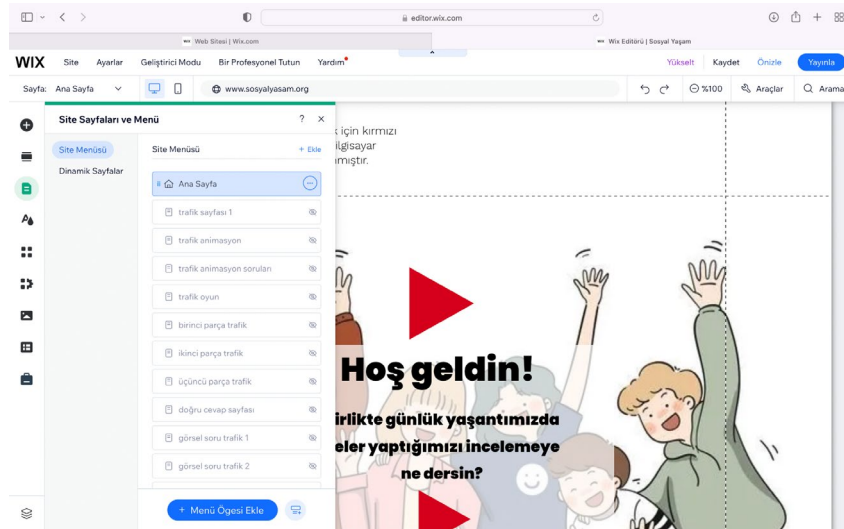 editor.wix.com
Web Sitesi | Wix.com
Wix Editörü | Sosyal Yaşam
WIX Site Ayarlar Geliştirici Modu Bir Profesyonel Tutun Yardım Yükselt Kaydet Önizle Yayınla
Sayfa: Ana Sayfa www.sosyalyasam.org %100 Araçlar Arama
Site Sayfaları ve Menü ? ×
k için kırmızı
ilgisayar
mıştır.
Site Menüsü
Dinamik Sayfalar
Site Menüsü + Ekle
Ana Sayfa
trafik sayfası 1
trafik animasyon
trafik animasyon soruları
trafik oyun
birinci parça trafik
ikinci parça trafik
üçüncü parça trafik
doğru cevap sayfası
görsel soru trafik 1
görsel soru trafik 2
+ Menü Ögesi Ekle
Hoş geldin!
irlikte günlük yaşantımızda
eler yaptığımızı incelemeye
ne dersin?